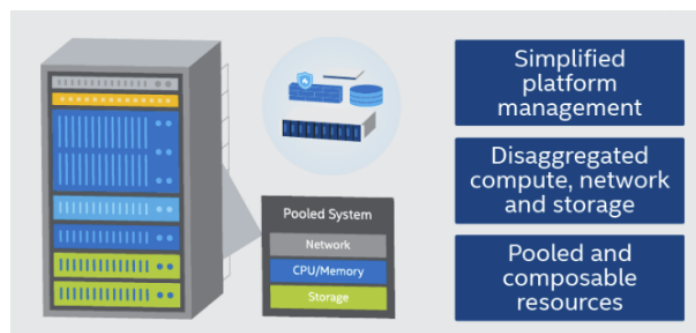 Pooled System
Network
CPU/Memory
Storage
Simplified
platform
management
Disaggregated
compute, network
and storage
Pooled and
composable
resources